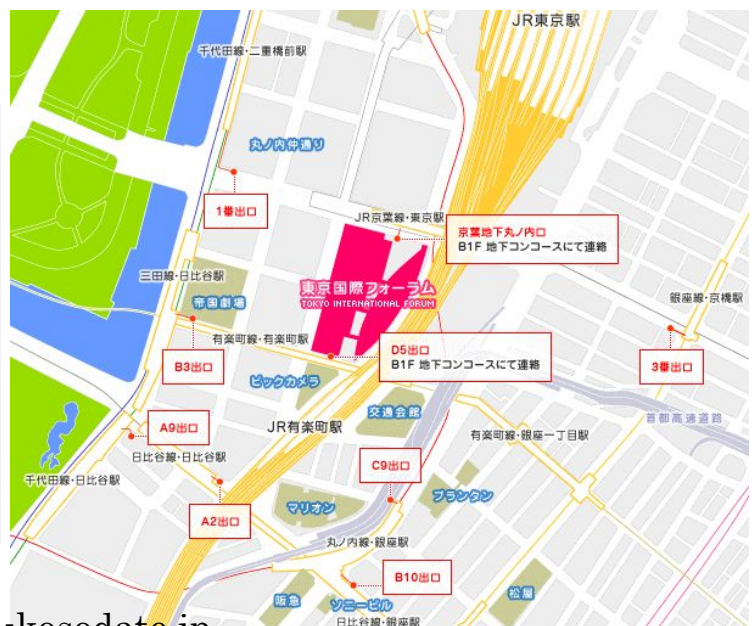 JR東京駅
千代田線・二重橋前駅
丸ノ内仲通り
1番出口
JR京葉線・東京駅
京葉地下丸ノ内口
B1F 地下コンコースにて連絡
三田線・日比谷駅
東京国際フォーラム
TOKYO INTERNATIONAL FORUM
帝国劇場
銀座線・京橋駅
有楽町線・有楽町駅
D5出口
B1F 地下コンコースにて連絡
B3出口
3番出口
ビックカメラ
交通会館
首都高速道路
A9出口
JR有楽町駅
有楽町線・銀座一丁目駅
日比谷線・日比谷駅
C9出口
千代田線・日比谷駅
プランタン
マリオン
A2出口
丸ノ内線・銀座駅
B10出口
阪急
ソニービル
松屋
日比谷線・銀座駅
kosodate.in